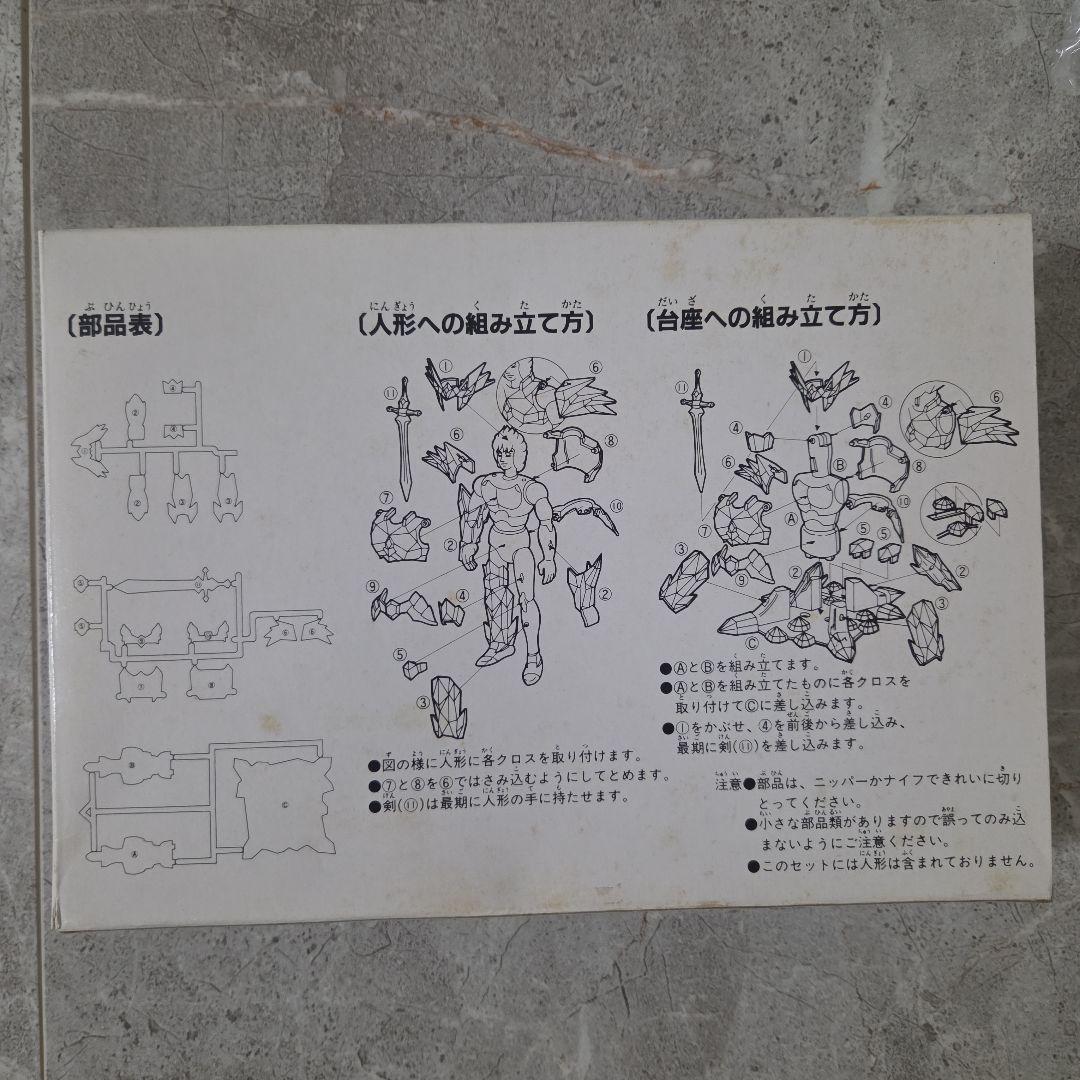 〔部品表〕
〔人形への組み立て方〕
〔台座への組み立て方〕
●図の様に人形に各クロスを取り付けます。
●⑦と⑧を⑥ではさみ込むようにしてとめます。
●剣(⑪)は最期に人形の手に持たせます。
●ⒶとⒷを組み立てます。
●ⒶとⒷを組み立てたものに各クロスを
取り付けてⒸに差し込みます。
●①をかぶせ、④を前後から差し込み、
最期に剣(⑪)を差し込みます。
注意●部品は、ニッパーかナイフできれいに切り
とってください。
●小さな部品類がありますので誤ってのみ込
まないようにご注意ください。
●このセットには人形は含まれておりません。